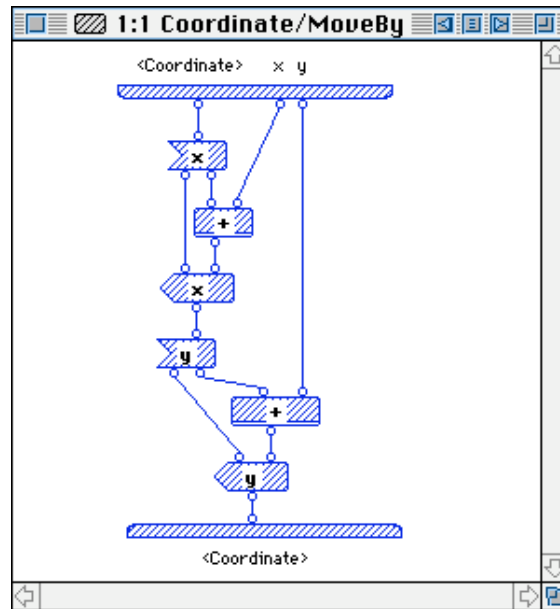 1:1 Coordinate/MoveBy
<Coordinate> x y
x
+
x
y
+
y
<Coordinate>